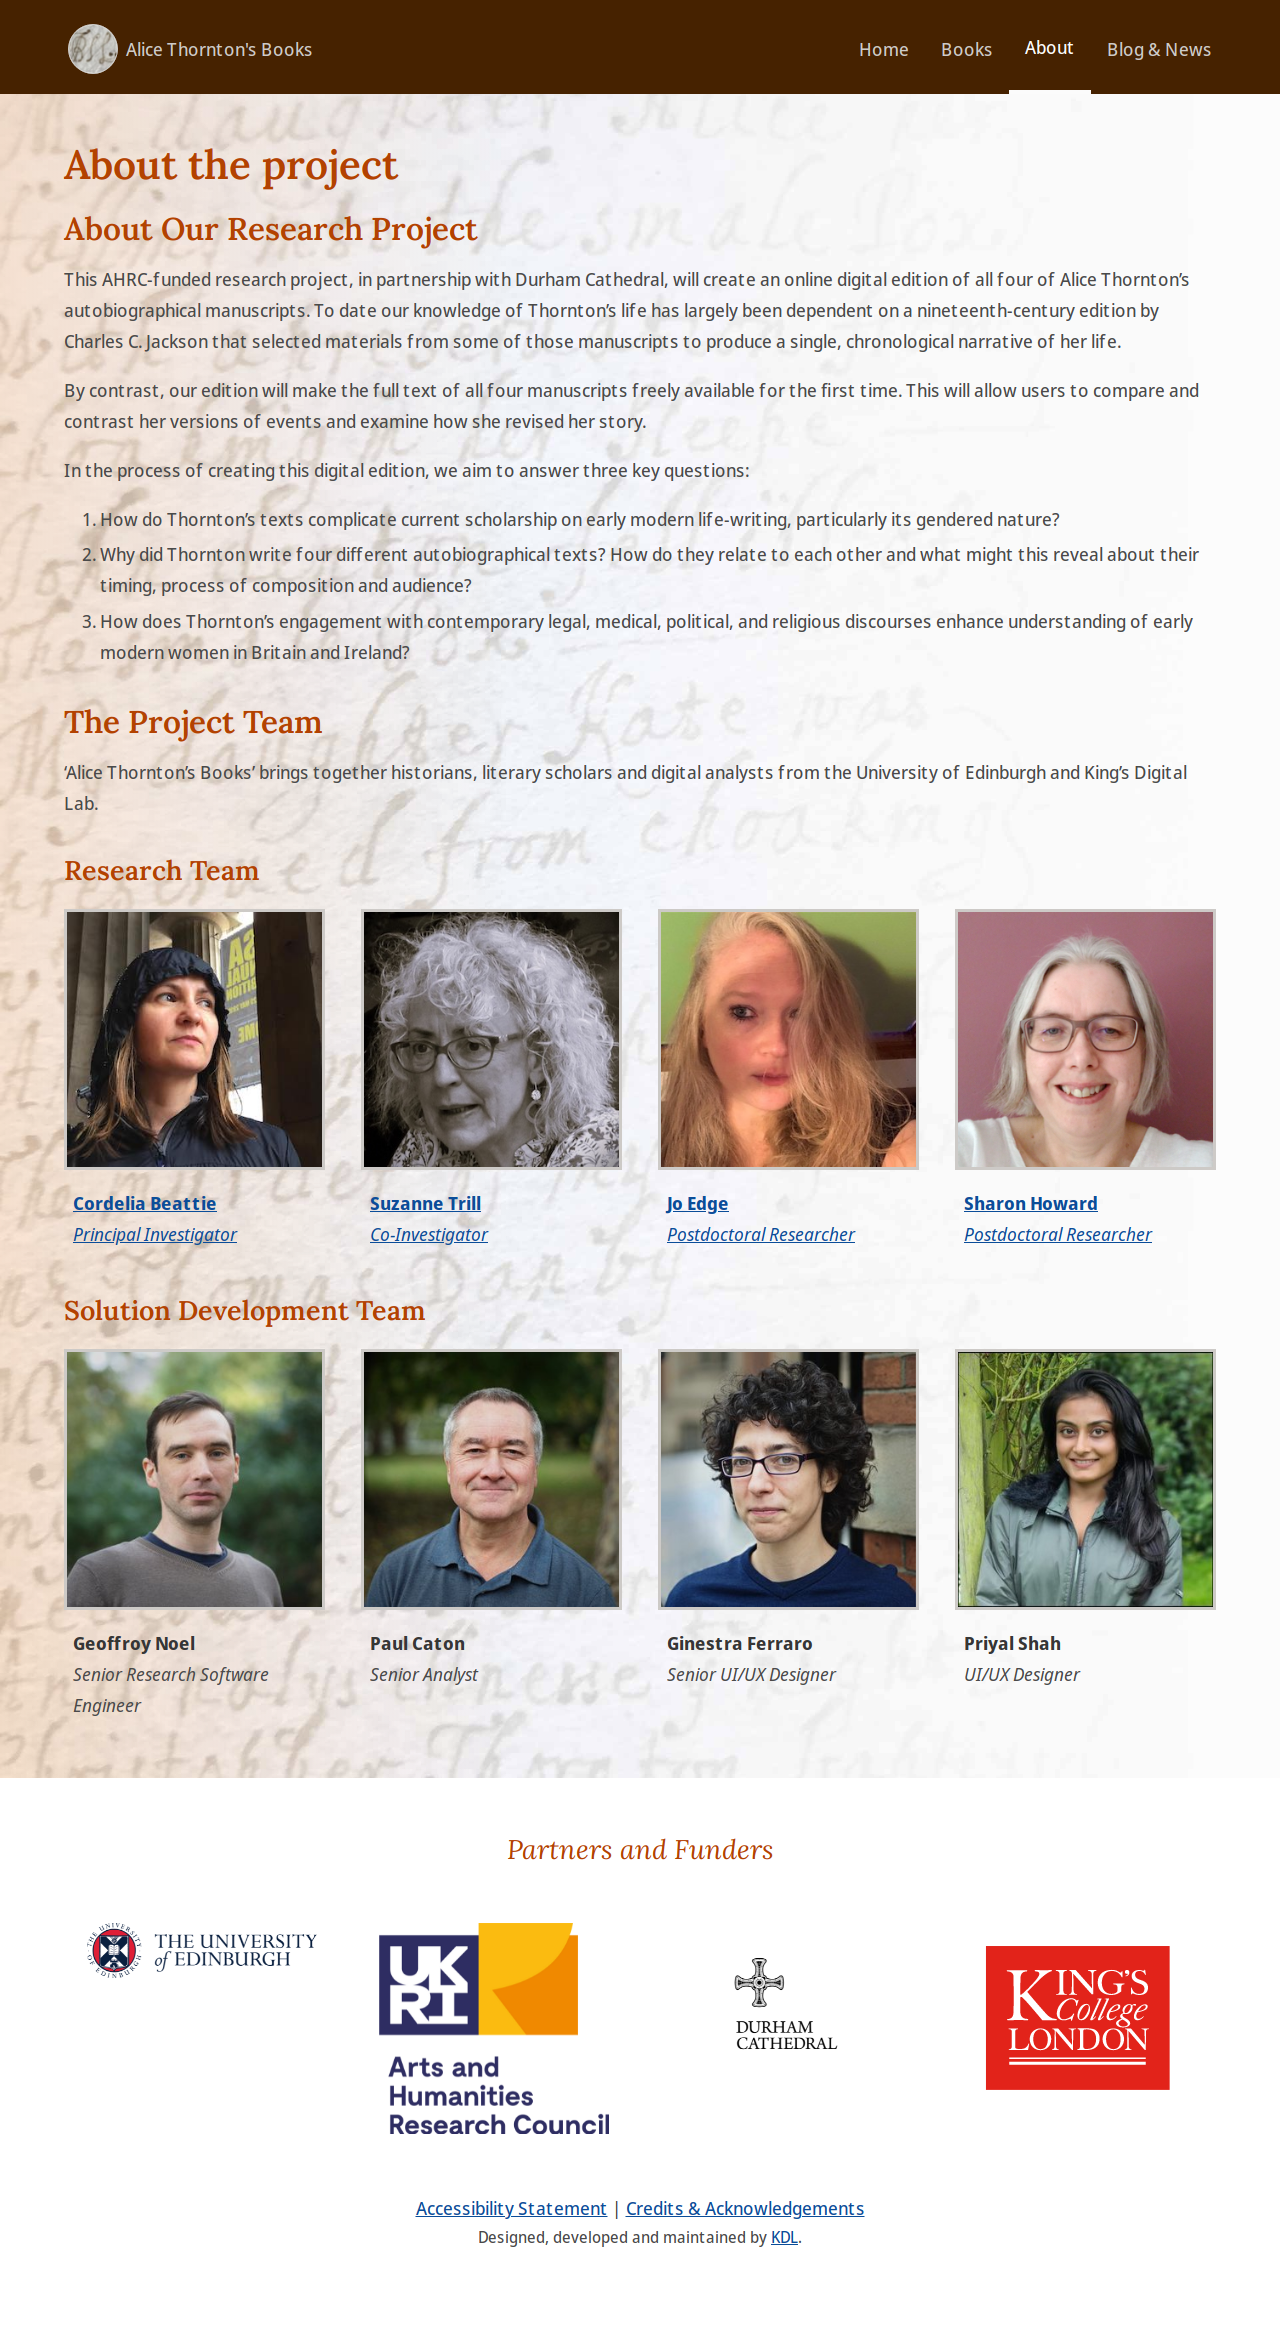 Alice Thornton's Books
Home
Books
About
Blog & News
About the project
About Our Research Project
This AHRC-funded research project, in partnership with Durham Cathedral, will create an online digital edition of all four of Alice Thornton’s
autobiographical manuscripts. To date our knowledge of Thornton’s life has largely been dependent on a nineteenth-century edition by
Charles C. Jackson that selected materials from some of those manuscripts to produce a single, chronological narrative of her life.
By contrast, our edition will make the full text of all four manuscripts freely available for the first time. This will allow users to compare and
contrast her versions of events and examine how she revised her story.
In the process of creating this digital edition, we aim to answer three key questions:
1. How do Thornton’s texts complicate current scholarship on early modern life-writing, particularly its gendered nature?
2. Why did Thornton write four different autobiographical texts? How do they relate to each other and what might this reveal about their
timing, process of composition and audience?
3. How does Thornton’s engagement with contemporary legal, medical, political, and religious discourses enhance understanding of early
modern women in Britain and Ireland?
The Project Team
‘Alice Thornton’s Books’ brings together historians, literary scholars and digital analysts from the University of Edinburgh and King’s Digital
Lab.
Research Team
Cordelia Beattie
Principal Investigator
Suzanne Trill
Co-Investigator
Jo Edge
Postdoctoral Researcher
Sharon Howard
Postdoctoral Researcher
Solution Development Team
Geoffroy Noel
Senior Research Software
Engineer
Paul Caton
Senior Analyst
Ginestra Ferraro
Senior UI/UX Designer
Priyal Shah
UI/UX Designer
Partners and Funders
THE UNIVERSITY OF EDINBURGH
THE UNIVERSITY
of EDINBURGH
UK
RI
Arts and
Humanities
Research Council
DURHAM
CATHEDRAL
KING'S
College
LONDON
Accessibility Statement | Credits & Acknowledgements
Designed, developed and maintained by KDL.